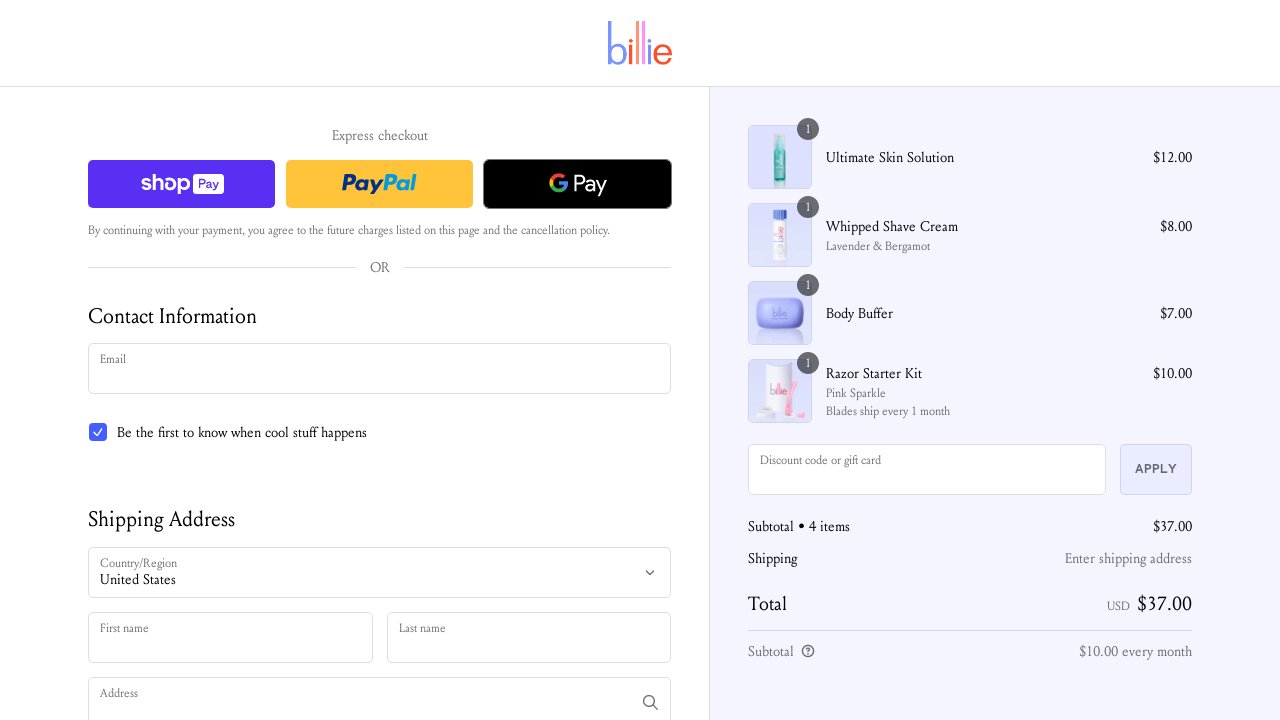 billie
Express checkout
shop Pay
PayPal
G Pay
By continuing with your payment, you agree to the future charges listed on this page and the cancellation policy.
OR
Contact Information
Email
Be the first to know when cool stuff happens
Shipping Address
Country/Region
United States
First name
Last name
Address
1
Ultimate Skin Solution
$12.00
1
billie
Whipped Shave Cream
$8.00
Lavender & Bergamot
1
billie
Body Buffer
$7.00
1
billie
Razor Starter Kit
$10.00
Pink Sparkle
Blades ship every 1 month
Discount code or gift card
APPLY
Subtotal • 4 items
$37.00
Shipping
Enter shipping address
Total
USD $37.00
Subtotal
$10.00 every month